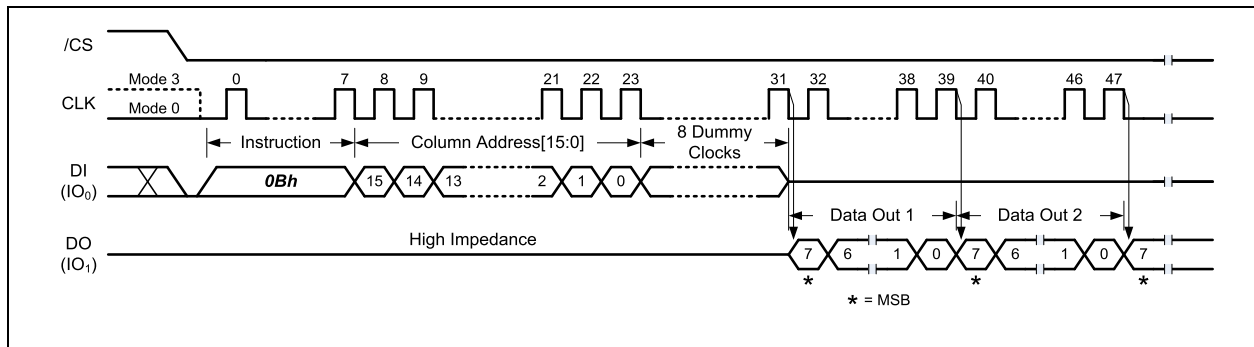 /CS
Mode 3
0 7 8 9 21 22 23 31 32 38 39 40 46 47
CLK
Mode 0
Instruction
Column Address[15:0]
8 Dummy
Clocks
DI
(IO₀)
0Bh
15 14 13 2 1 0
Data Out 1
Data Out 2
DO
(IO₁)
High Impedance
7 6 1 0 7 6 1 0 7
* * *
* = MSB